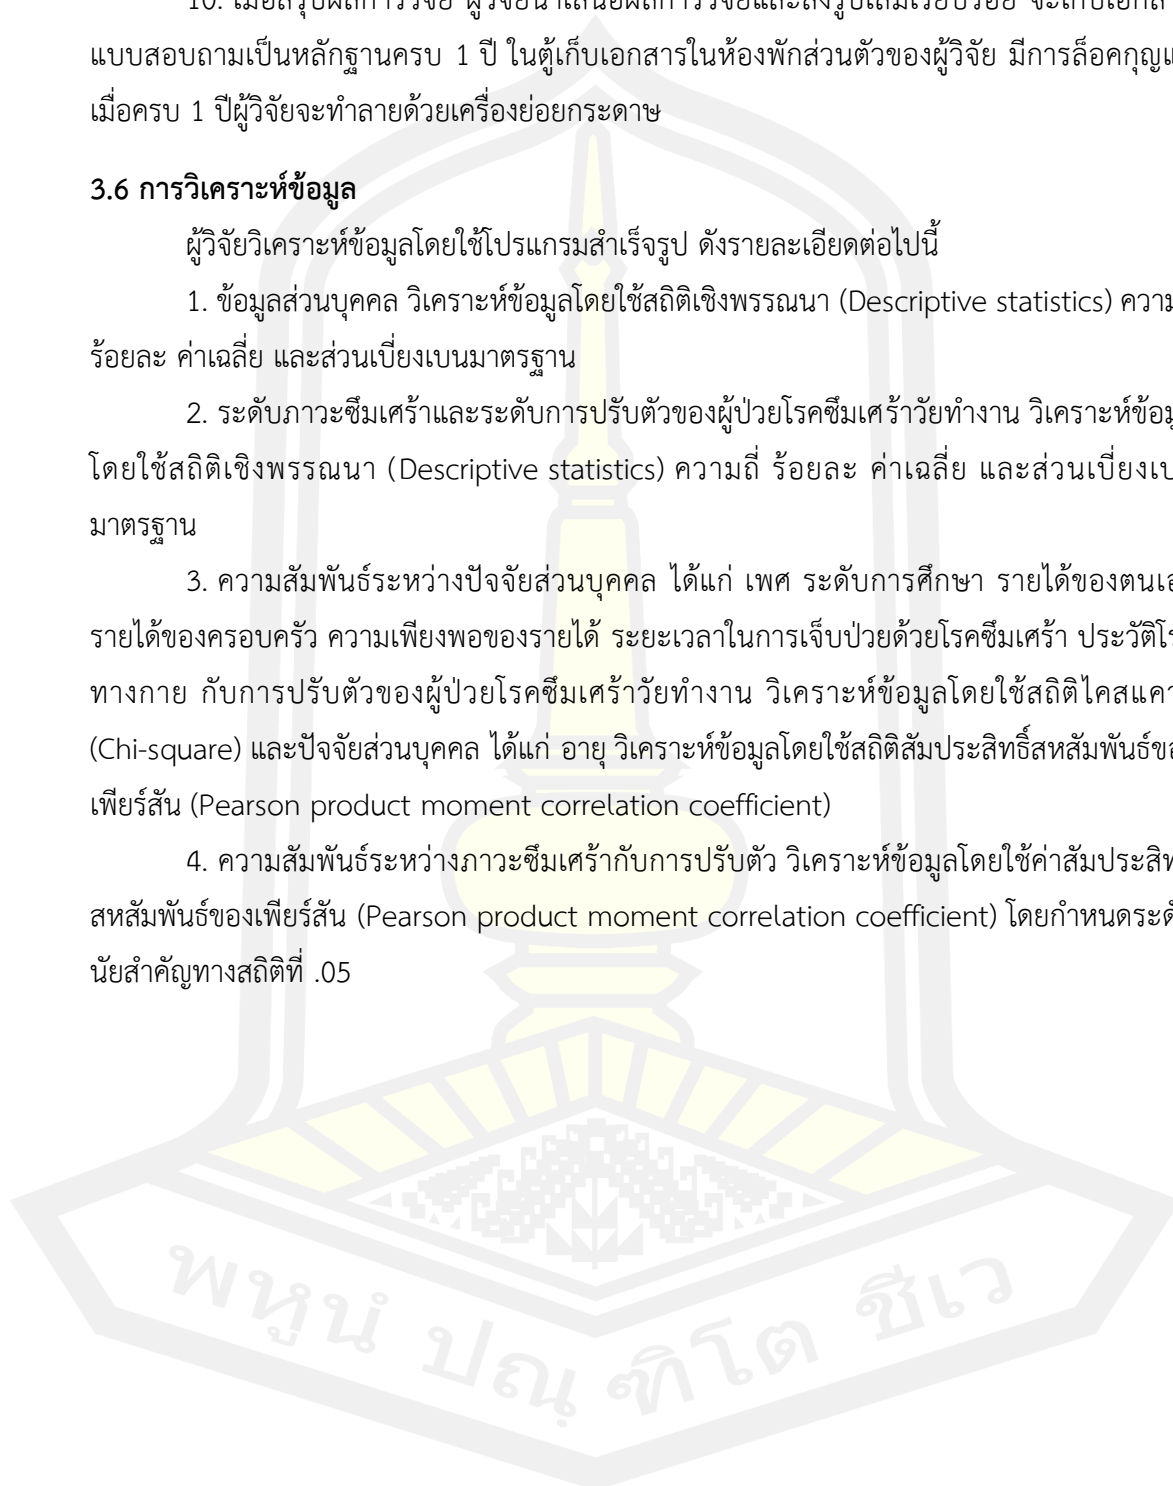 10. เมื่อสรุปผลการวิจัย ผู้วิจัยนำเสนอผลการวิจัยและส่งรูปเล่มเรียบร้อย จะเก็บ
แบบสอบถามเป็นหลักฐานครบ 1 ปี ในตู้เก็บเอกสารในห้องพักส่วนตัวของผู้วิจัย มีการล็อค
เมื่อครบ 1 ปีผู้วิจัยจะทำลายด้วยเครื่องย่อยกระดาษ
3.6 การวิเคราะห์ข้อมูล
ผู้วิจัยวิเคราะห์ข้อมูลโดยใช้โปรแกรมสำเร็จรูป ดังรายละเอียดต่อไปนี้
1. ข้อมูลส่วนบุคคล วิเคราะห์ข้อมูลโดยใช้สถิติเชิงพรรณนา (Descriptive statistics) ความ
ร้อยละ ค่าเฉลี่ย และส่วนเบี่ยงเบนมาตรฐาน
2. ระดับภาวะซึมเศร้าและระดับการปรับตัวของผู้ป่วยโรคซึมเศร้าวัยทำงาน วิเคราะห์
โดยใช้สถิติเชิงพรรณนา (Descriptive statistics) ความถี่ ร้อยละ ค่าเฉลี่ย และส่วนเบี่ยงเบ
มาตรฐาน
3. ความสัมพันธ์ระหว่างปัจจัยส่วนบุคคล ได้แก่ เพศ ระดับการศึกษา รายได้ของ
รายได้ของครอบครัว ความเพียงพอของรายได้ ระยะเวลาในการเจ็บป่วยด้วยโรคซึมเศร้า ประวัติ
ทางกาย กับการปรับตัวของผู้ป่วยโรคซึมเศร้าวัยทำงาน วิเคราะห์ข้อมูลโดยใช้สถิติ
(Chi-square) และปัจจัยส่วนบุคคล ได้แก่ อายุ วิเคราะห์ข้อมูลโดยใช้สถิติสัมประสิทธิ์สหสัมพันธ์
เพียร์สัน (Pearson product moment correlation coefficient)
4. ความสัมพันธ์ระหว่างภาวะซึมเศร้ากับการปรับตัว วิเคราะห์ข้อมูลโดยใช้
สหสัมพันธ์ของเพียร์สัน (Pearson product moment correlation coefficient) โดยกำหนด
นัยสำคัญทางสถิติที่ .05
พหูนํ ปณฺฑิโต ชีเว